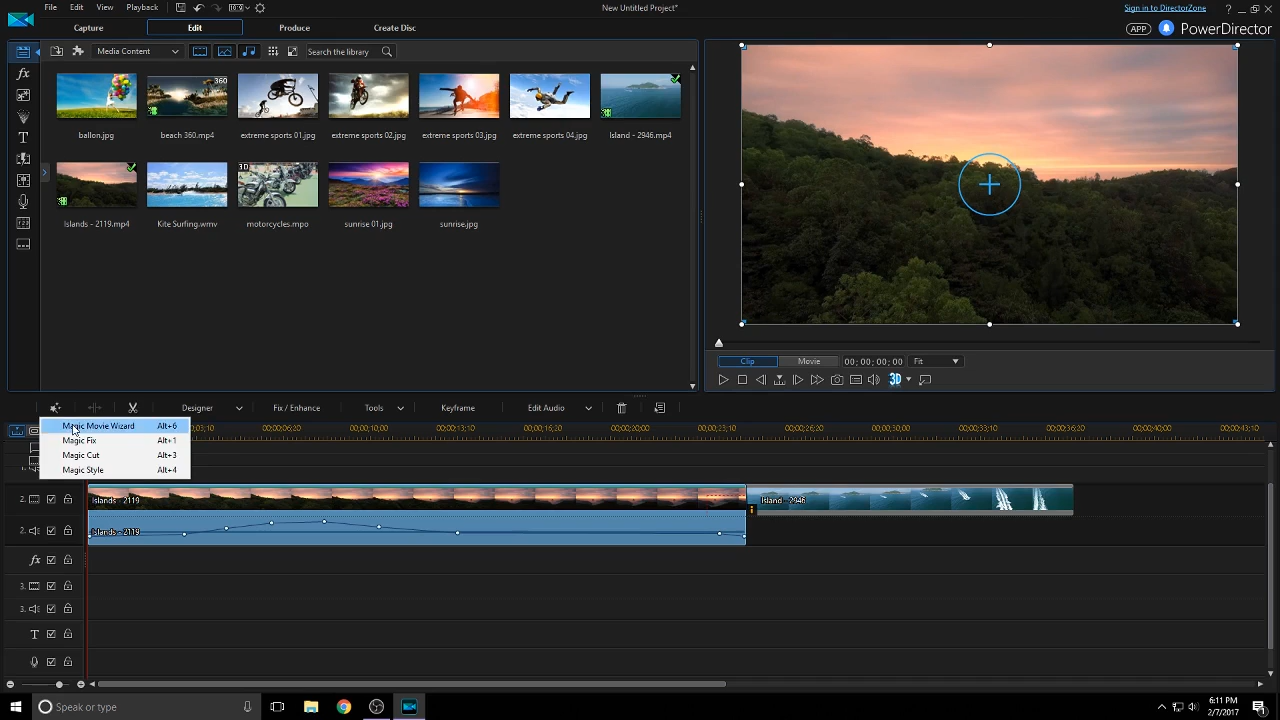 File Edit View Playback New Untitled Project* Sign in to DirectorZone ?
Capture Edit Produce Create Disc APP PowerDirector
Media Content Search the library
ballon.jpg 360 beach 360.mp4 extreme sports 01.jpg extreme sports 02.jpg extreme sports 03.jpg extreme sports 04.jpg Island - 2946.mp4
Islands - 2119.mp4 Kite Surfing.wmv 3D motorcycles.mpo sunrise 01.jpg sunrise.jpg
Clip Movie 00;00;00;00 Fit
3D
Designer Fix / Enhance Tools Keyframe Edit Audio
Magic Movie Wizard Alt+6
Magic Fix Alt+1
Magic Cut Alt+3
Magic Style Alt+4
00;00;06;20 00;00;10;00 00;00;13;10 00;00;16;20 00;00;20;00 00;00;23;10 00;00;26;20 00;00;30;00 00;00;33;10 00;00;36;20 00;00;40;00 00;00;43;10
2. Islands - 2119 i Island - 2946
2. Islands - 2119
fx
3.
3.
T
Speak to type 6:11 PM
2/7/2017